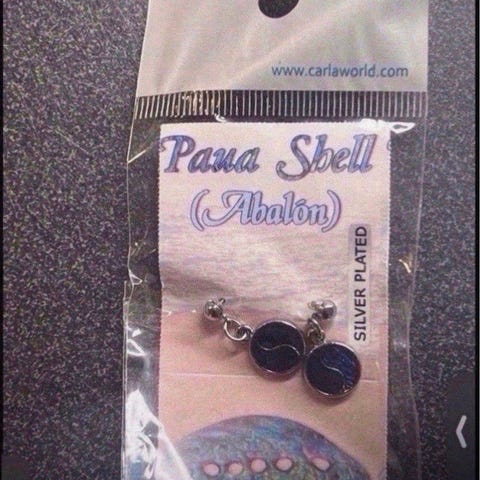 www.carlaworld.com
Paua Shell
(Abalón)
SILVER PLATED